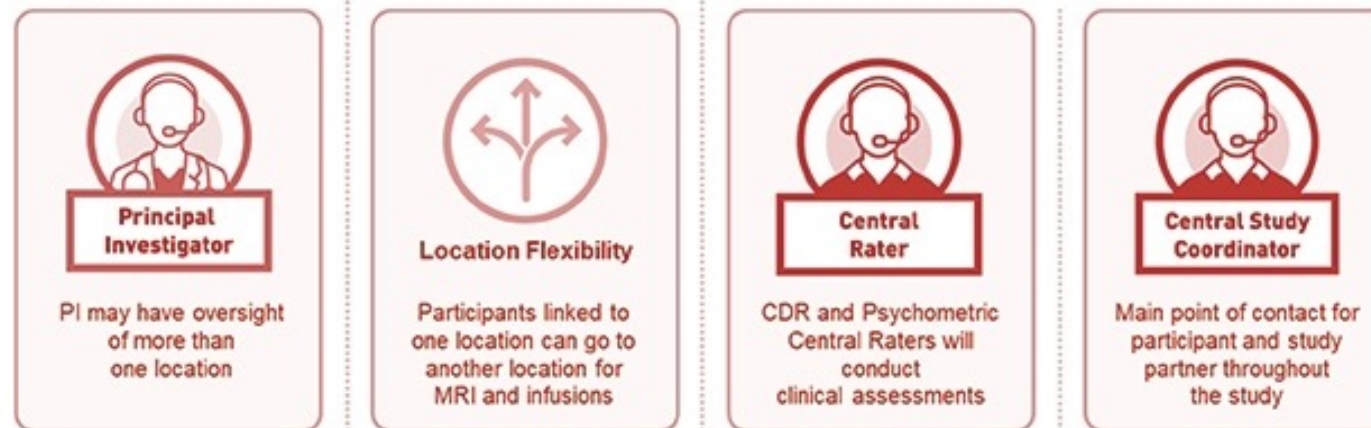 Principal
Investigator
PI may have oversight
of more than
one location
Location Flexibility
Participants linked to
one location can go to
another location for
MRI and infusions
Central
Rater
CDR and Psychometric
Central Raters will
conduct
clinical assessments
Central Study
Coordinator
Main point of contact for
participant and study
partner throughout
the study